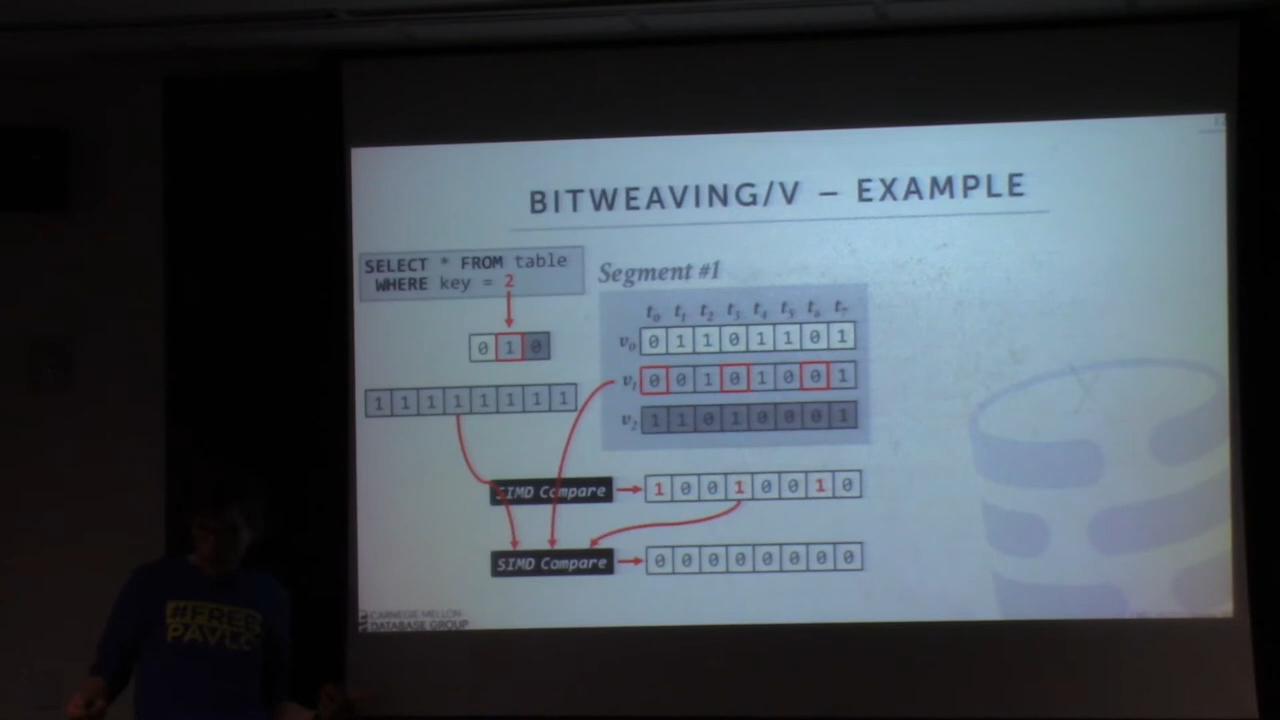 BITWEAVING/V – EXAMPLE
SELECT * FROM table
WHERE key = 2
Segment #1
t₀ t₁ t₂ t₃ t₄ t₅ t₆ t₇
v₀ 0 1 1 0 1 1 0 1
0 1 0
v₁ 0 0 1 0 1 0 0 1
1 1 1 1 1 1 1 1
v₂ 1 1 0 1 0 0 0 1
SIMD Compare
1 0 0 1 0 0 1 0
SIMD Compare
0 0 0 0 0 0 0 0
CARNEGIE MELLON
DATABASE GROUP
#FREE
PAVLO